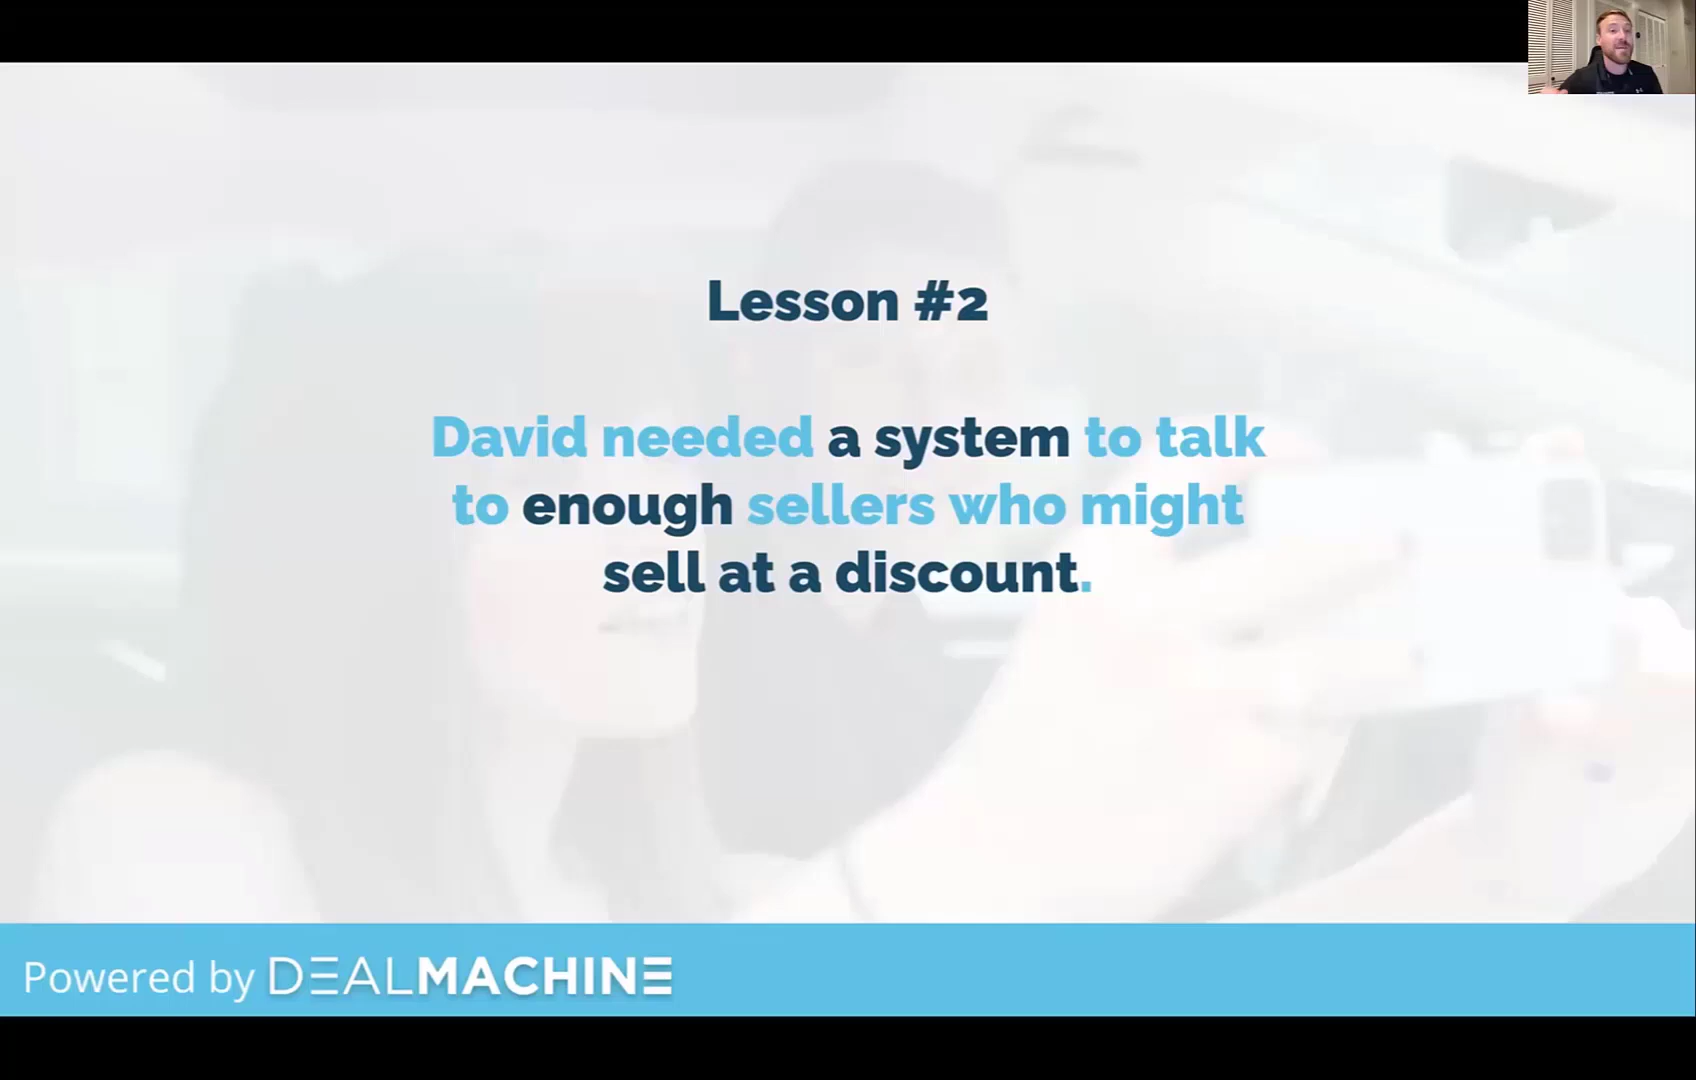 Lesson #2
David needed a system to talk
to enough sellers who might
sell at a discount.
Powered by DEALMACHINE